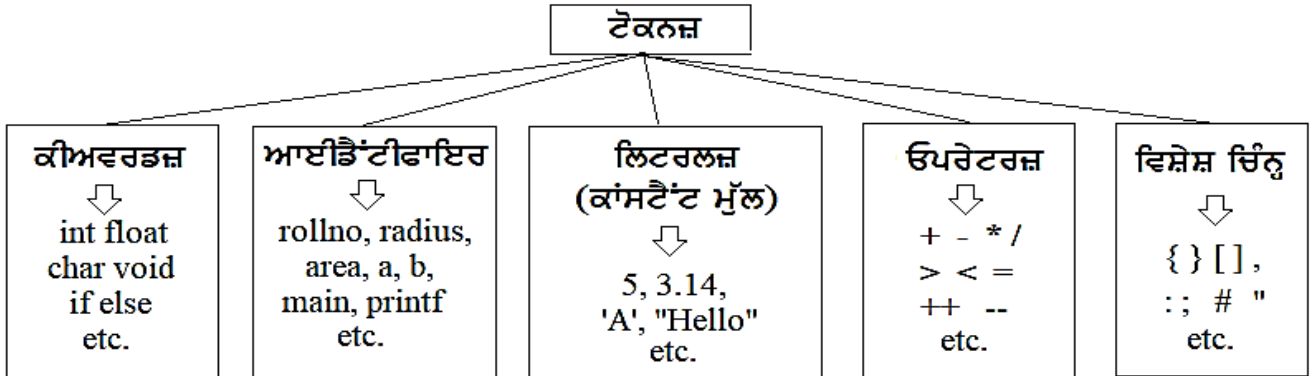 ਟੋਕਨਜ਼
ਕੀਅਵਰਡਜ਼
int float
char void
if else
etc.
ਆਈਡੈਂਟੀਫਾਇਰ
rollno, radius,
area, a, b,
main, printf
etc.
ਲਿਟਰਲਜ਼
(ਕਾਂਸਟੈਂਟ ਮੁੱਲ)
5, 3.14,
'A', "Hello"
etc.
ਓਪਰੇਟਰਜ਼
+ - * /
> < =
++ --
etc.
ਵਿਸ਼ੇਸ਼ ਚਿੰਨ੍ਹ
{ } [ ] ,
: ; # "
etc.